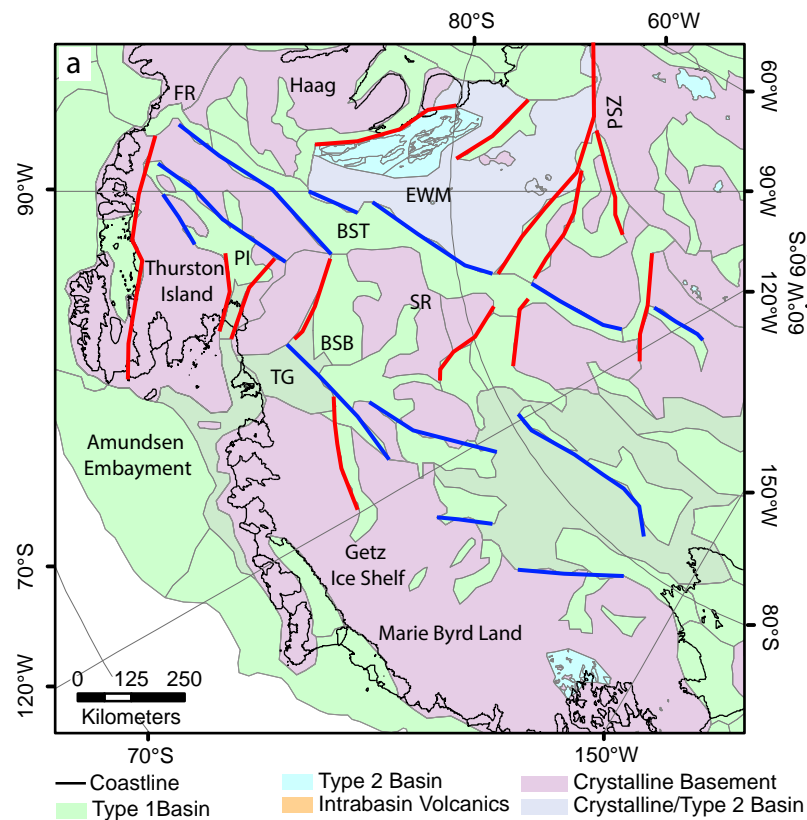 80°S
60°W
a
Haag
FR
PSZ
60°W
90°W
EWM
90°W
BST
PI
Thurston
Island
SR
60°W 60°S
120°W
BSB
TG
Amundsen
Embayment
150°W
Getz
Ice Shelf
70°S
Marie Byrd Land
80°S
0 125 250
Kilometers
120°W
70°S
150°W
Coastline
Type 2 Basin
Crystalline Basement
Type 1Basin
Intrabasin Volcanics
Crystalline/Type 2 Basin